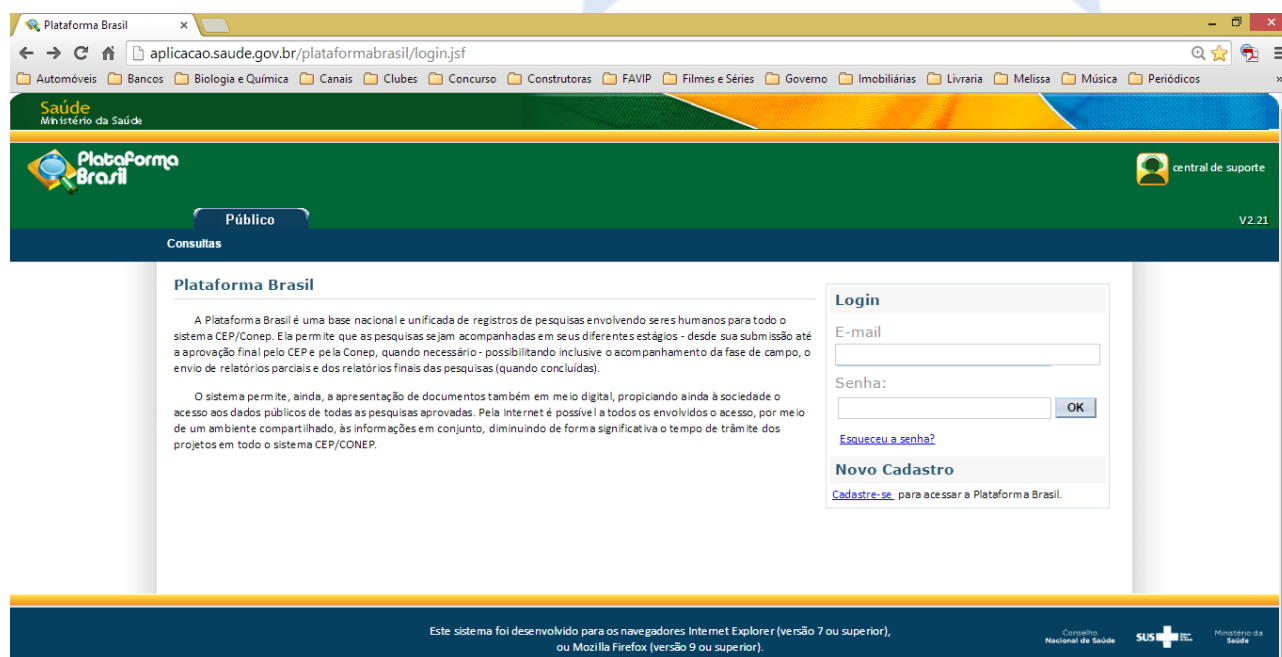 Plataforma Brasil
aplicacao.saude.gov.br/plataformabrasil/login.jsf
Automóveis Bancos Biologia e Química Canais Clubes Concurso Construtoras FAVIP Filmes e Séries Governo Imobiliárias Livraria Melissa Música Periódicos »
Saúde
Ministério da Saúde
Plataforma
Brasil
central de suporte
Público
V2.21
Consultas
Plataforma Brasil
A Plataforma Brasil é uma base nacional e unificada de registros de pesquisas envolvendo seres humanos para todo o
sistema CEP/Conep. Ela permite que as pesquisas sejam acompanhadas em seus diferentes estágios - desde sua submissão até
a aprovação final pelo CEP e pela Conep, quando necessário - possibilitando inclusive o acompanhamento da fase de campo, o
envio de relatórios parciais e dos relatórios finais das pesquisas (quando concluídas).
O sistema permite, ainda, a apresentação de documentos também em meio digital, propiciando ainda à sociedade o
acesso aos dados públicos de todas as pesquisas aprovadas. Pela Internet é possível a todos os envolvidos o acesso, por meio
de um ambiente compartilhado, às informações em conjunto, diminuindo de forma significativa o tempo de trâmite dos
projetos em todo o sistema CEP/CONEP.
Login
E-mail
Senha:
OK
Esqueceu a senha?
Novo Cadastro
Cadastre-se para acessar a Plataforma Brasil.
Este sistema foi desenvolvido para os navegadores Internet Explorer (versão 7 ou superior),
ou Mozilla Firefox (versão 9 ou superior).
Conselho
Nacional de Saúde
SUS
Ministério da
Saúde